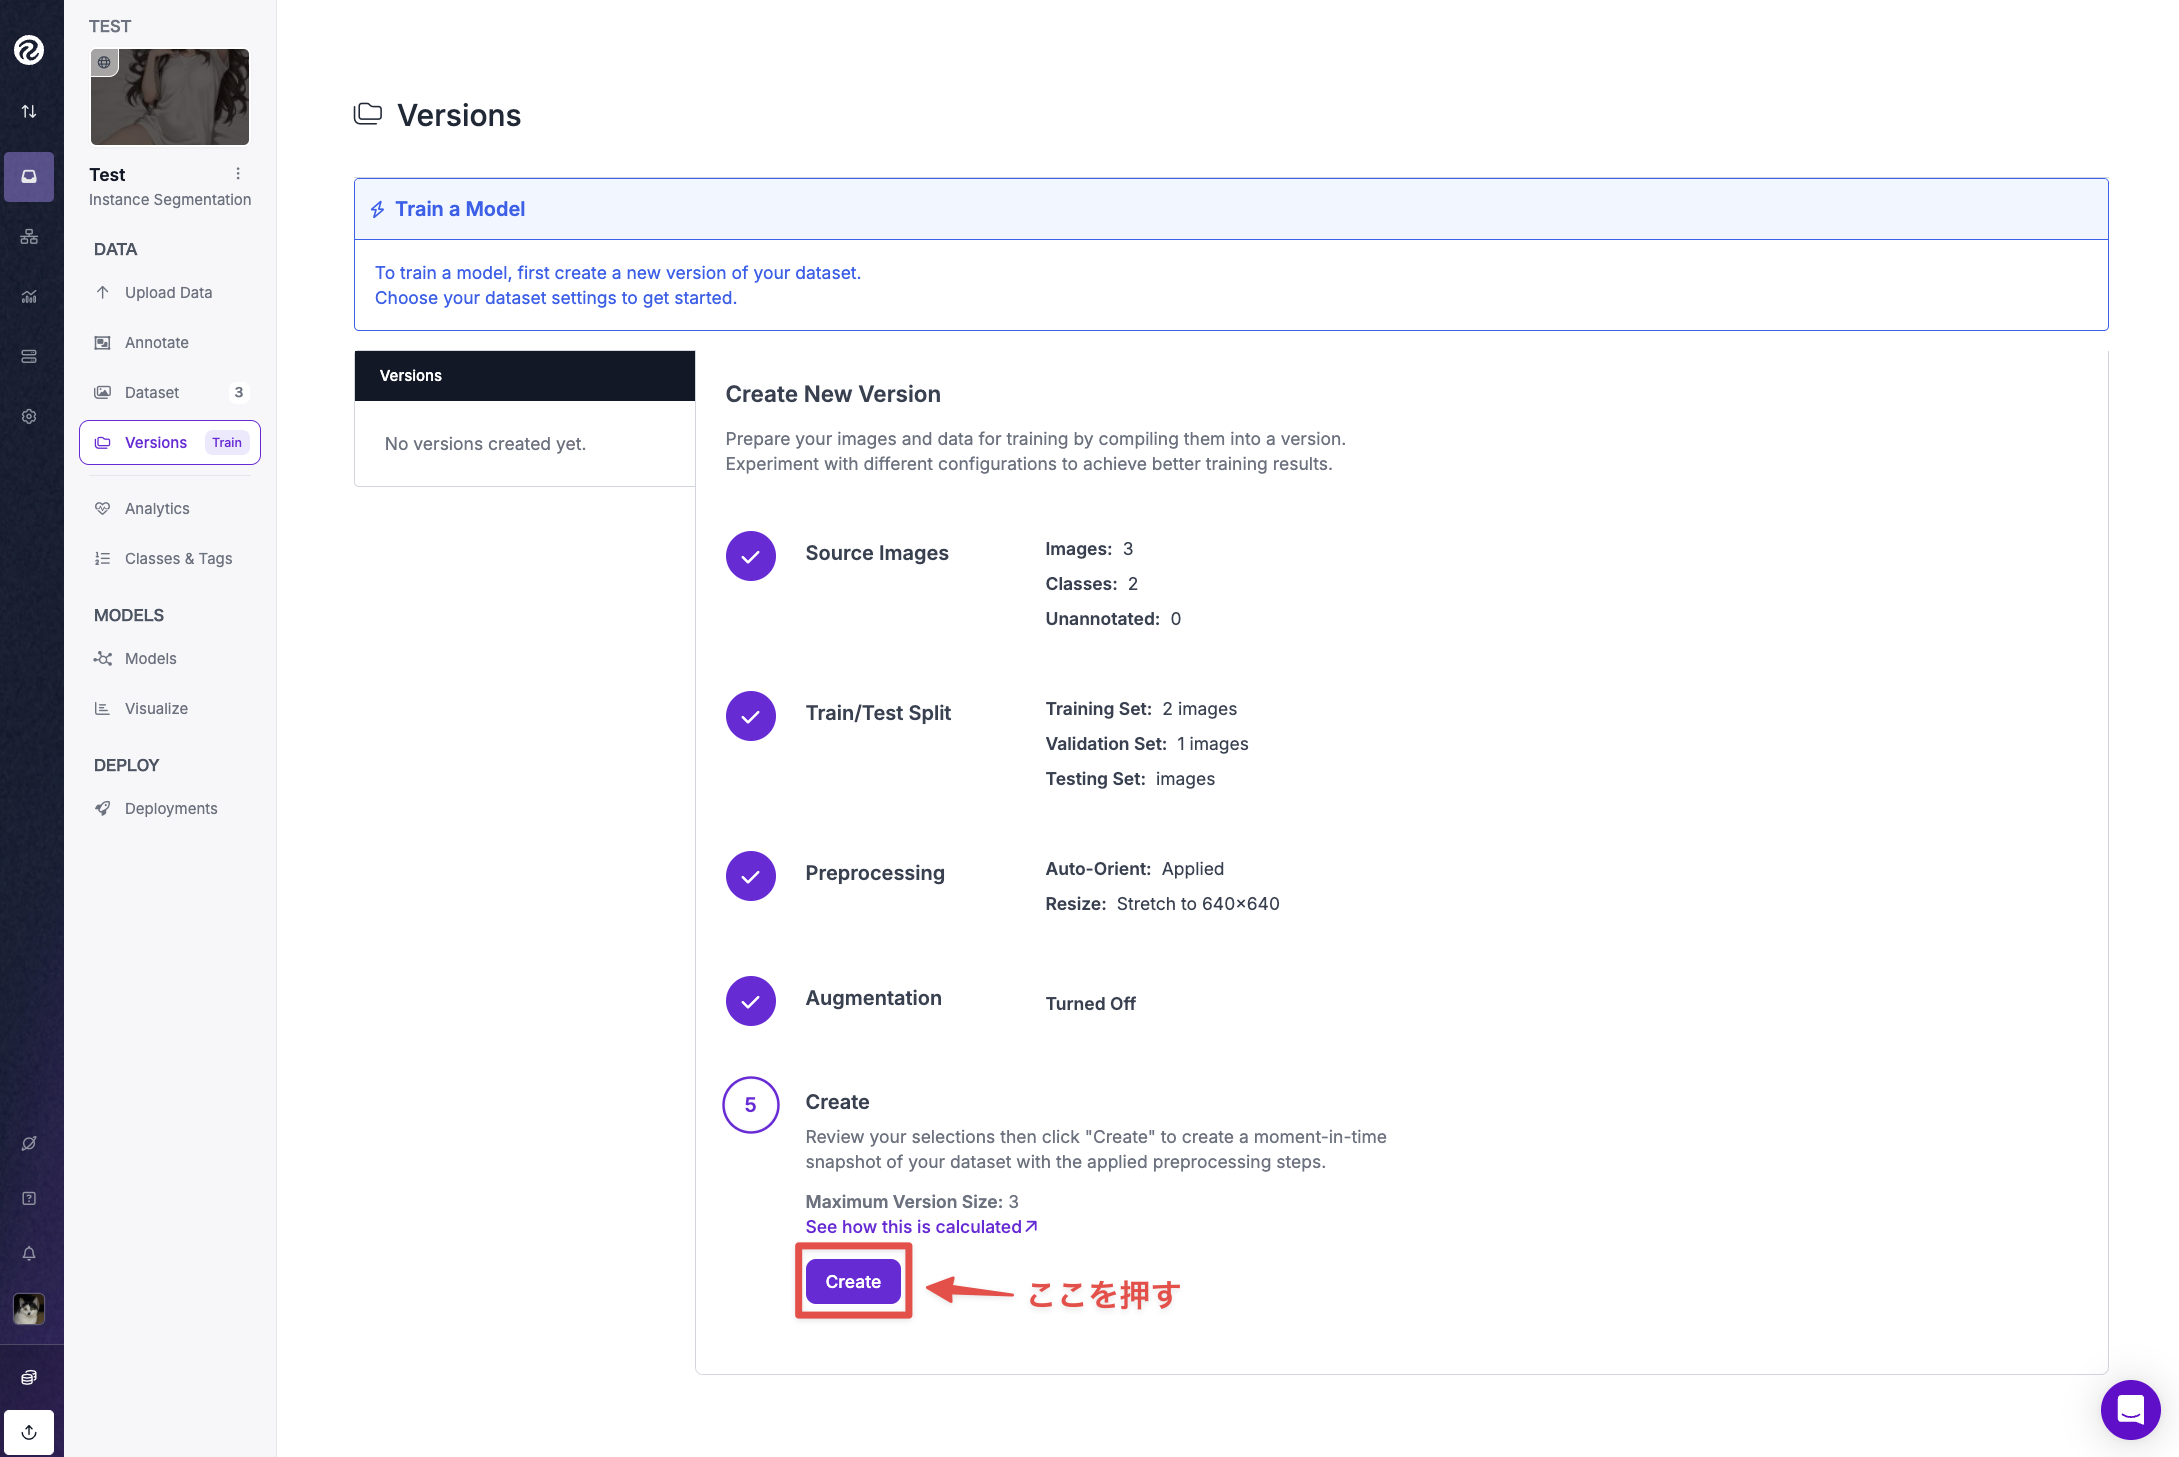 TEST
Test
Instance Segmentation
DATA
Upload Data
Annotate
Dataset 3
Versions Train
Analytics
Classes & Tags
MODELS
Models
Visualize
DEPLOY
Deployments
Versions
Train a Model
To train a model, first create a new version of your dataset.
Choose your dataset settings to get started.
Versions
No versions created yet.
Create New Version
Prepare your images and data for training by compiling them into a version.
Experiment with different configurations to achieve better training results.
Source Images
Images: 3
Classes: 2
Unannotated: 0
Train/Test Split
Training Set: 2 images
Validation Set: 1 images
Testing Set: images
Preprocessing
Auto-Orient: Applied
Resize: Stretch to 640×640
Augmentation
Turned Off
5
Create
Review your selections then click "Create" to create a moment-in-time
snapshot of your dataset with the applied preprocessing steps.
Maximum Version Size: 3
See how this is calculated
Create
ここを押す